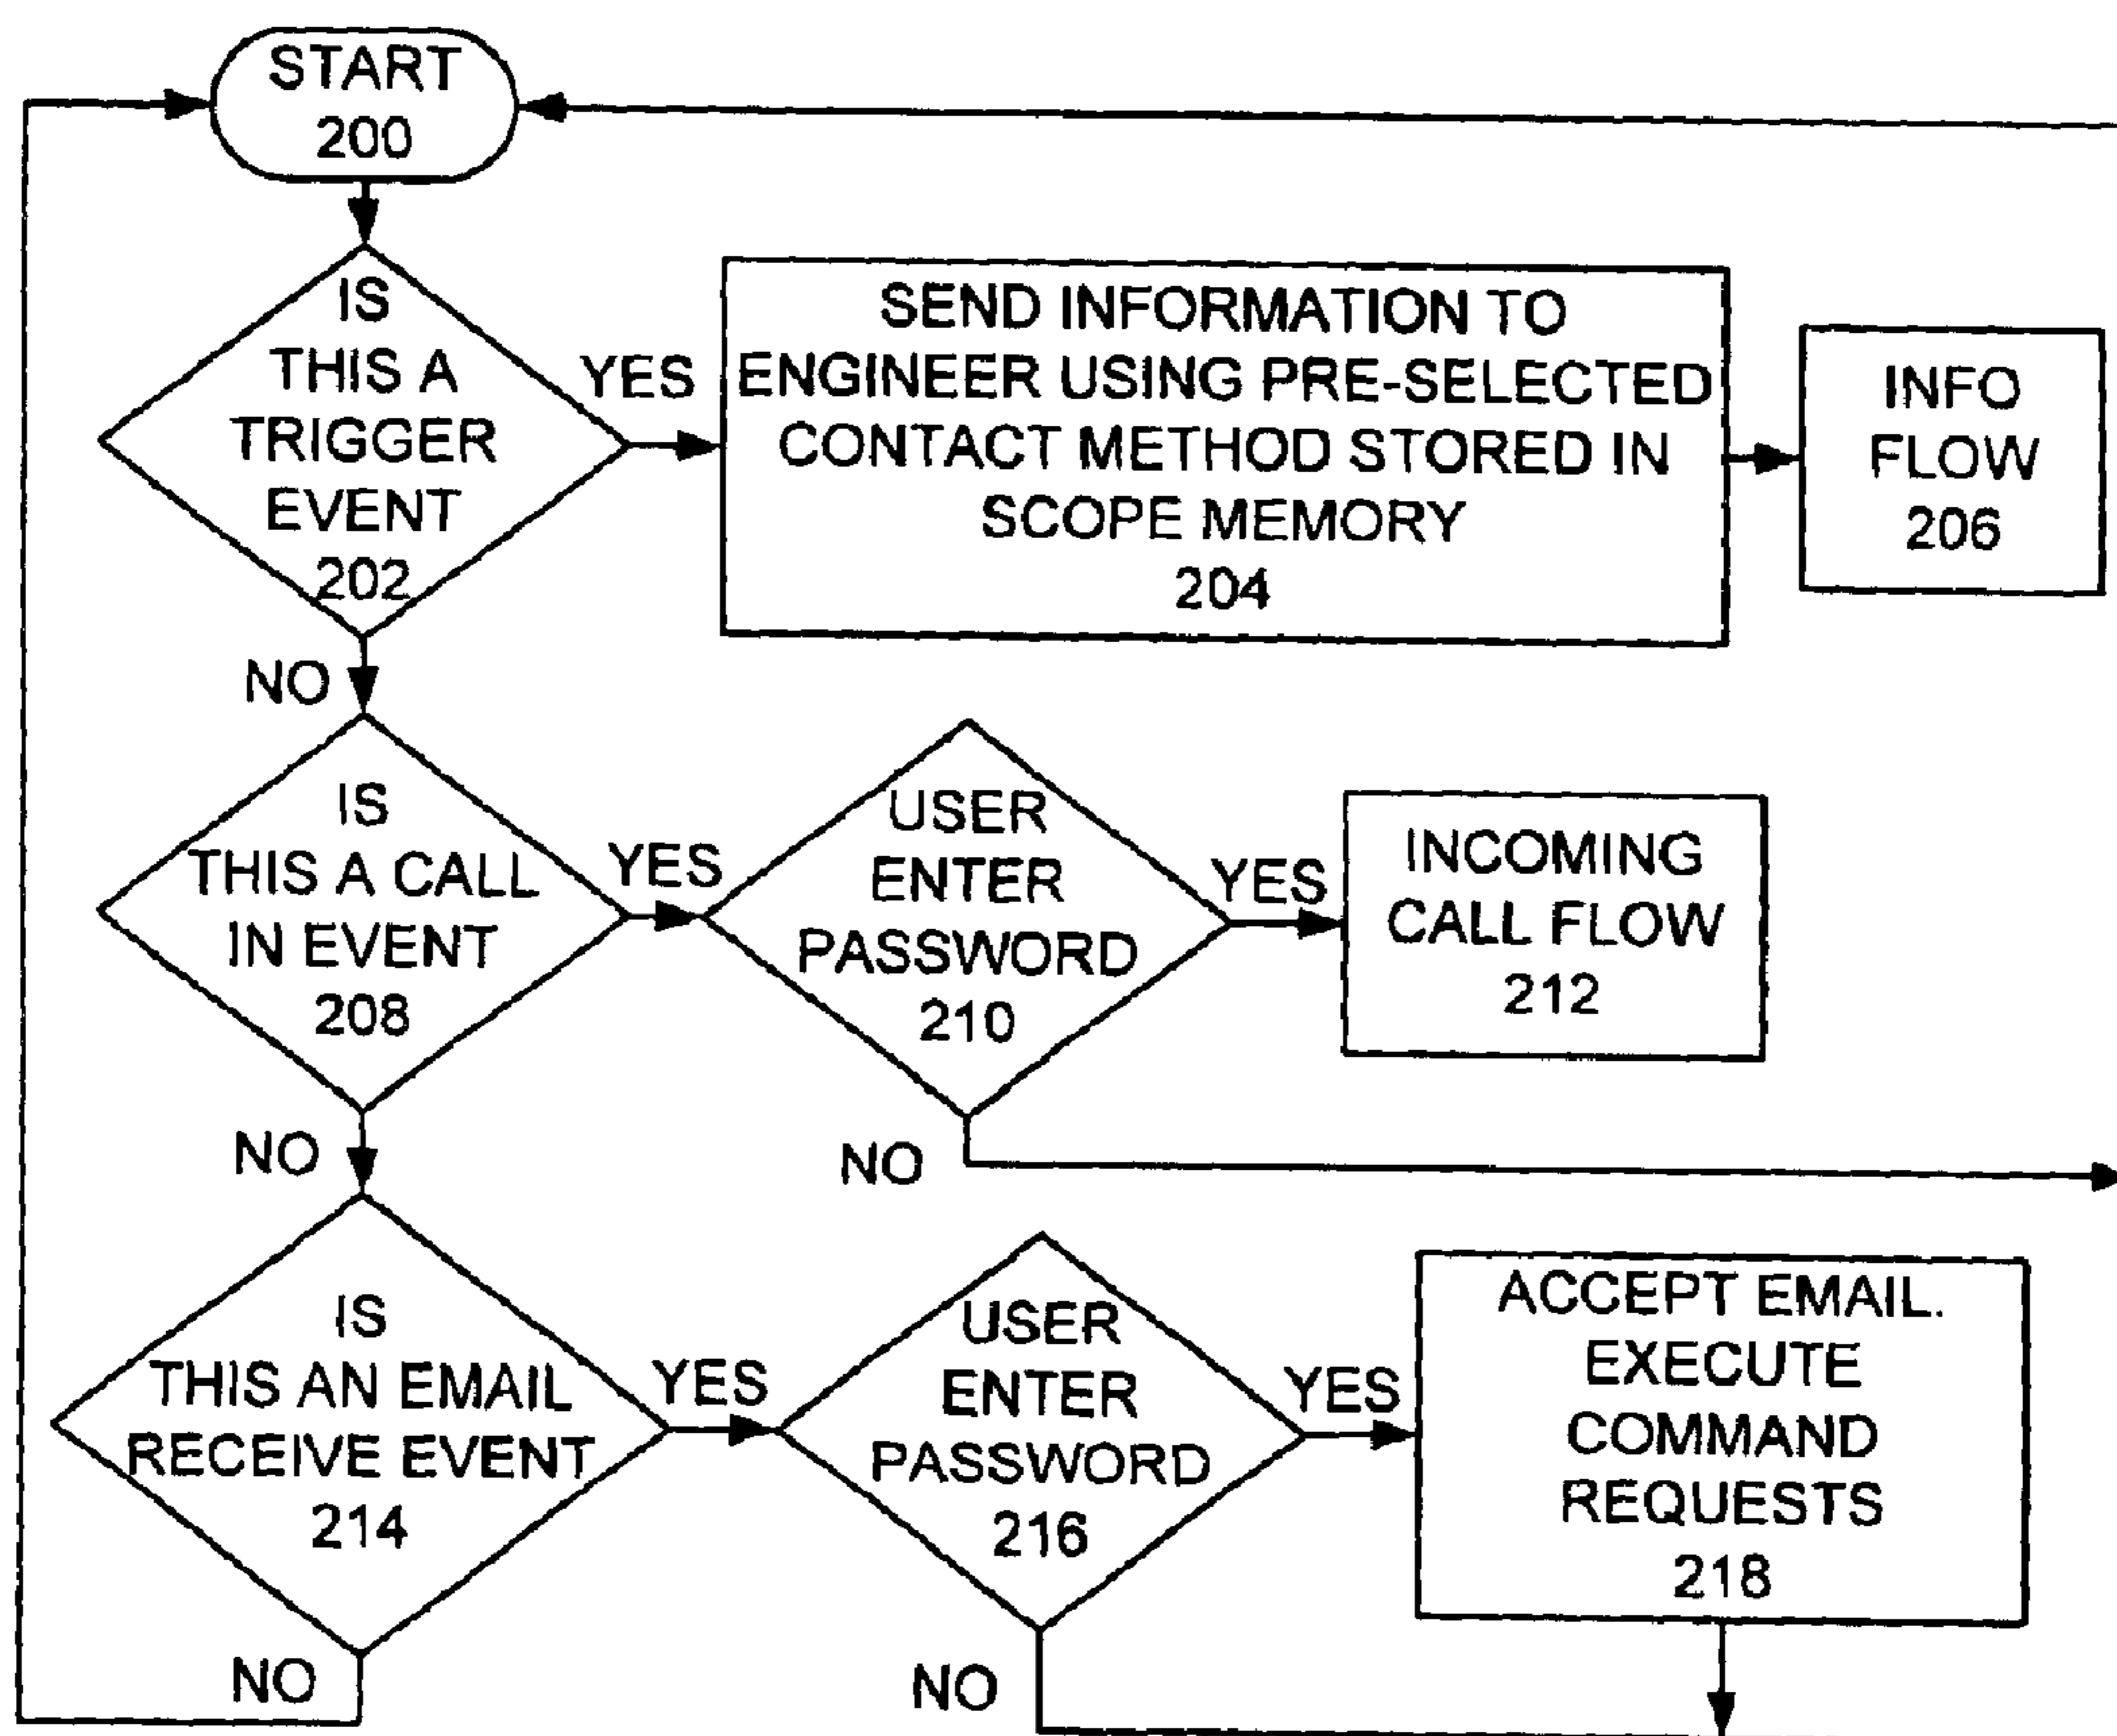 START
200
IS
THIS A
TRIGGER
EVENT
202
YES
SEND INFORMATION TO
ENGINEER USING PRE-SELECTED
CONTACT METHOD STORED IN
SCOPE MEMORY
204
INFO
FLOW
206
NO
IS
THIS A CALL
IN EVENT
208
YES
USER
ENTER
PASSWORD
210
YES
INCOMING
CALL FLOW
212
NO
NO
IS
THIS AN EMAIL
RECEIVE EVENT
214
YES
USER
ENTER
PASSWORD
216
YES
ACCEPT EMAIL.
EXECUTE
COMMAND
REQUESTS
218
NO
NO